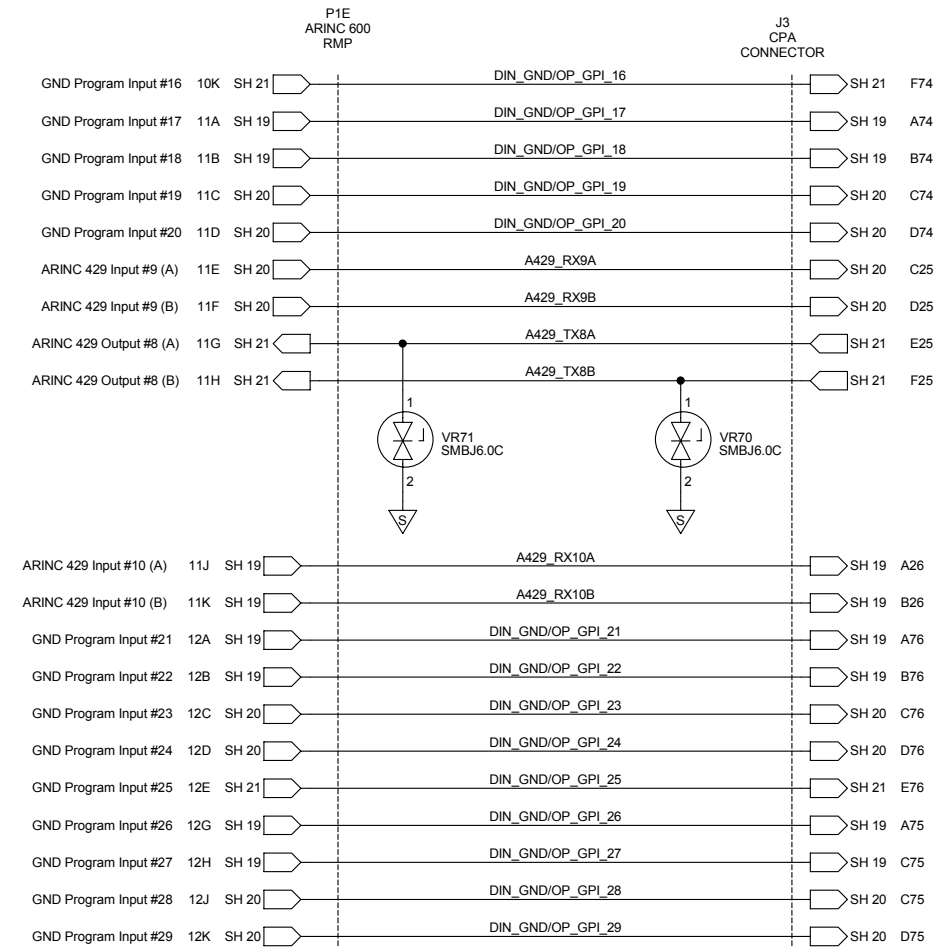 P1E
ARINC 600
RMP
J3
CPA
CONNECTOR
GND Program Input #16 10K SH 21 DIN_GND/OP_GPI_16 SH 21 F74
GND Program Input #17 11A SH 19 DIN_GND/OP_GPI_17 SH 19 A74
GND Program Input #18 11B SH 19 DIN_GND/OP_GPI_18 SH 19 B74
GND Program Input #19 11C SH 20 DIN_GND/OP_GPI_19 SH 20 C74
GND Program Input #20 11D SH 20 DIN_GND/OP_GPI_20 SH 20 D74
ARINC 429 Input #9 (A) 11E SH 20 A429_RX9A SH 20 C25
ARINC 429 Input #9 (B) 11F SH 20 A429_RX9B SH 20 D25
ARINC 429 Output #8 (A) 11G SH 21 A429_TX8A SH 21 E25
ARINC 429 Output #8 (B) 11H SH 21 A429_TX8B SH 21 F25
1 1
VR71 VR70
SMBJ6.0C SMBJ6.0C
2 2
S S
ARINC 429 Input #10 (A) 11J SH 19 A429_RX10A SH 19 A26
ARINC 429 Input #10 (B) 11K SH 19 A429_RX10B SH 19 B26
GND Program Input #21 12A SH 19 DIN_GND/OP_GPI_21 SH 19 A76
GND Program Input #22 12B SH 19 DIN_GND/OP_GPI_22 SH 19 B76
GND Program Input #23 12C SH 20 DIN_GND/OP_GPI_23 SH 20 C76
GND Program Input #24 12D SH 20 DIN_GND/OP_GPI_24 SH 20 D76
GND Program Input #25 12E SH 21 DIN_GND/OP_GPI_25 SH 21 E76
GND Program Input #26 12G SH 19 DIN_GND/OP_GPI_26 SH 19 A75
GND Program Input #27 12H SH 19 DIN_GND/OP_GPI_27 SH 19 C75
GND Program Input #28 12J SH 20 DIN_GND/OP_GPI_28 SH 20 C75
GND Program Input #29 12K SH 20 DIN_GND/OP_GPI_29 SH 20 D75